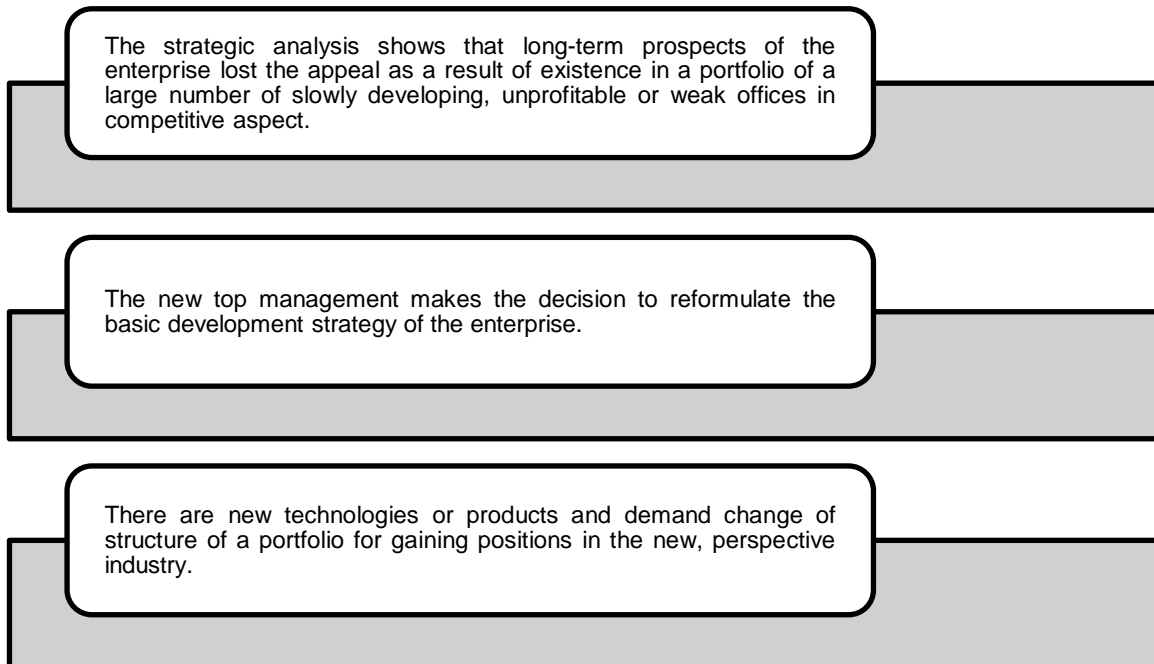 The strategic analysis shows that long-term prospects of the
enterprise lost the appeal as a result of existence in a portfolio of a
large number of slowly developing, unprofitable or weak offices in
competitive aspect.
The new top management makes the decision to reformulate the
basic development strategy of the enterprise.
There are new technologies or products and demand change of
structure of a portfolio for gaining positions in the new, perspective
industry.